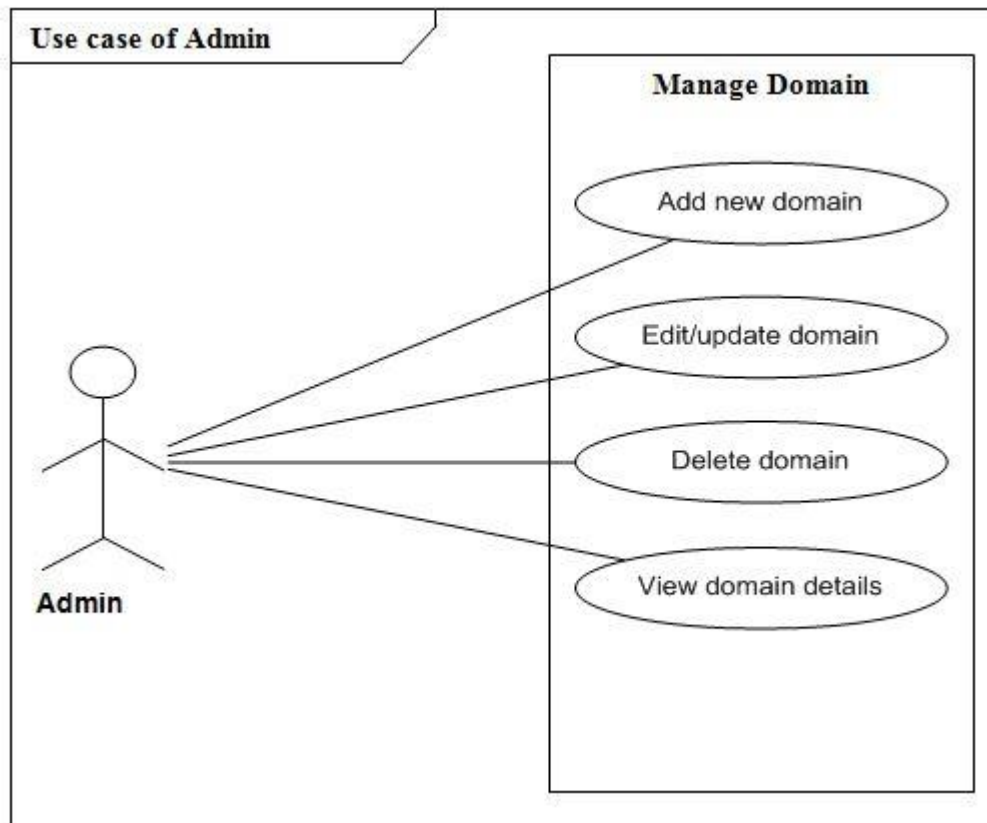 Use case of Admin
Manage Domain
Add new domain
Edit/update domain
Delete domain
View domain details
Admin